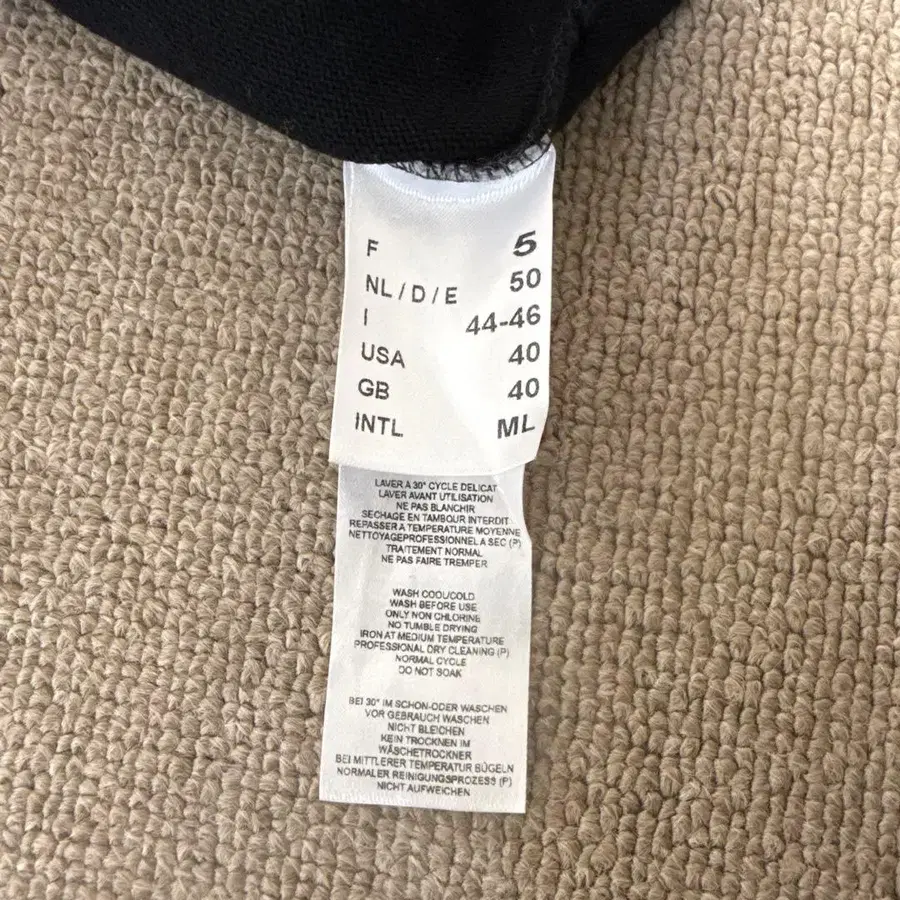 F 5
NL/D/E 50
I 44-46
USA 40
GB 40
INTL ML
LAVER A 30° CYCLE DELICAT
LAVER AVANT UTILISATION
NE PAS BLANCHIR
SECHAGE EN TAMBOUR INTERDIT
REPASSER A TEMPERATURE MOYENNE
NETTOYAGEPROFESSIONNEL A SEC (P)
TRAITEMENT NORMAL
NE PAS FAIRE TREMPER
WASH COOL/COLD
WASH BEFORE USE
ONLY NON CHLORINE
NO TUMBLE DRYING
IRON AT MEDIUM TEMPERATURE
PROFESSIONAL DRY CLEANING (P)
NORMAL CYCLE
DO NOT SOAK
BEI 30° IM SCHON-ODER WASCHEN
VOR GEBRAUCH WASCHEN
NICHT BLEICHEN
KEIN TROCKNEN IM
WÄSCHETROCKNER
BEI MITTLERER TEMPERATUR BÜGELN
NORMALER REINIGUNGSPROZESS (P)
NICHT AUFWEICHEN